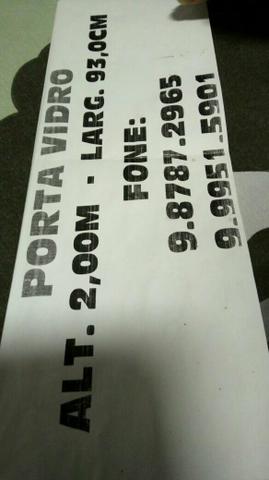 PORTA VIDRO
ALT. 2,00M - LARG. 93,0CM
FONE:
9.8787.2965
9.9951.5901